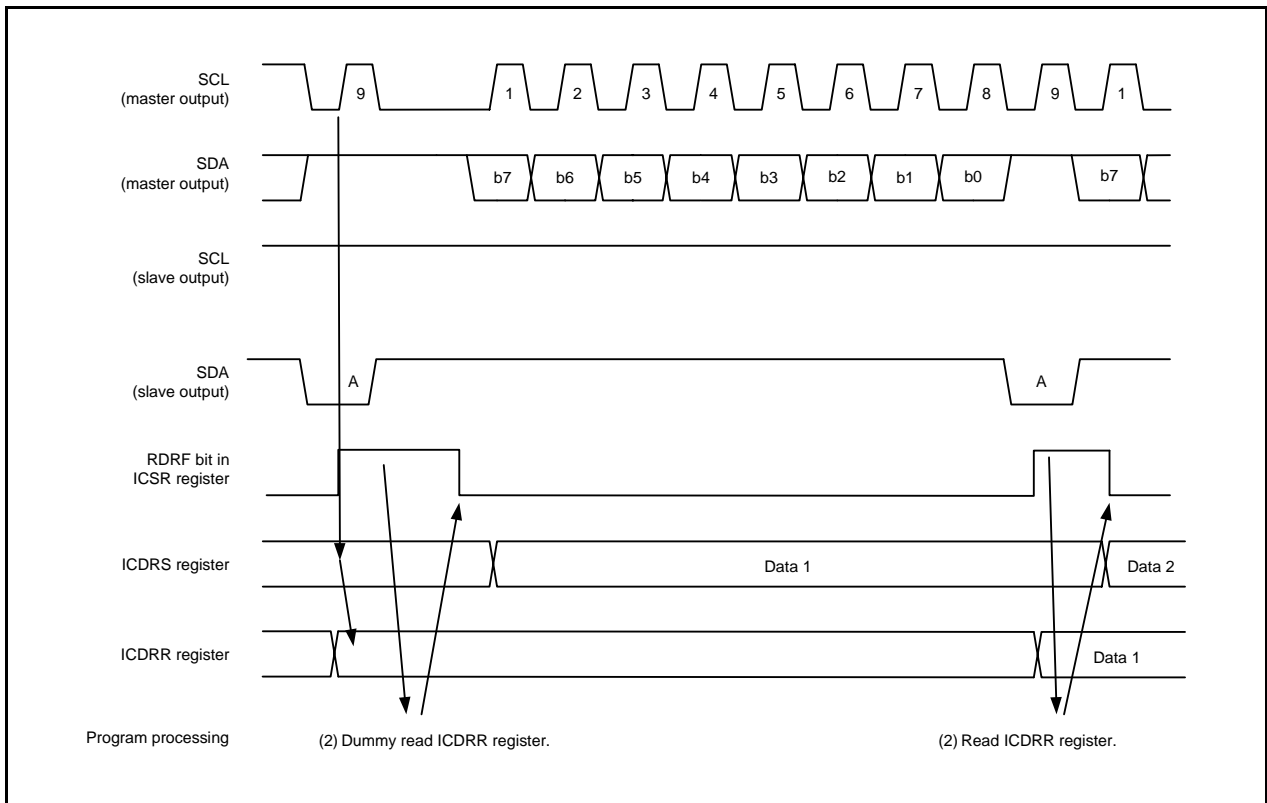 SCL
(master output)
9 1 2 3 4 5 6 7 8 9 1
SDA
(master output)
b7 b6 b5 b4 b3 b2 b1 b0 b7
SCL
(slave output)
SDA
(slave output)
A A
RDRF bit in
ICSR register
ICDRS register
Data 1 Data 2
ICDRR register
Data 1
Program processing
(2) Dummy read ICDRR register. (2) Read ICDRR register.